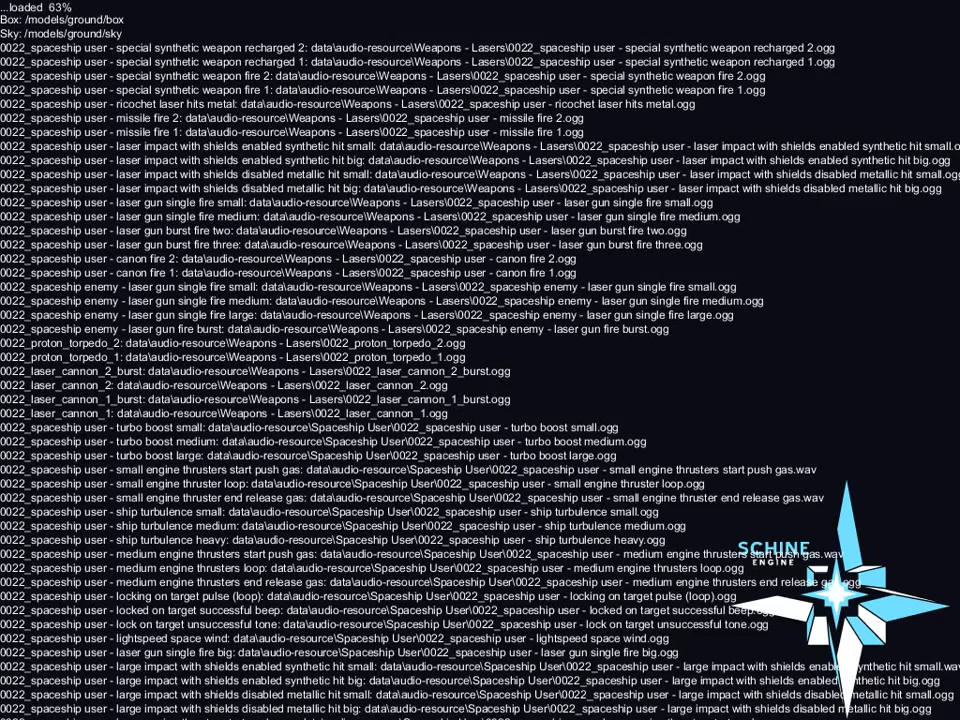 ...loaded  63%
Box: /models/ground/box
Sky: /models/ground/sky
0022_spaceship user - special synthetic weapon recharged 2: data\audio-resource\Weapons - Lasers\0022_spaceship user - special synthetic weapon recharged 2.ogg
0022_spaceship user - special synthetic weapon recharged 1: data\audio-resource\Weapons - Lasers\0022_spaceship user - special synthetic weapon recharged 1.ogg
0022_spaceship user - special synthetic weapon fire 2: data\audio-resource\Weapons - Lasers\0022_spaceship user - special synthetic weapon fire 2.ogg
0022_spaceship user - special synthetic weapon fire 1: data\audio-resource\Weapons - Lasers\0022_spaceship user - special synthetic weapon fire 1.ogg
0022_spaceship user - ricochet laser hits metal: data\audio-resource\Weapons - Lasers\0022_spaceship user - ricochet laser hits metal.ogg
0022_spaceship user - missile fire 2: data\audio-resource\Weapons - Lasers\0022_spaceship user - missile fire 2.ogg
0022_spaceship user - missile fire 1: data\audio-resource\Weapons - Lasers\0022_spaceship user - missile fire 1.ogg
0022_spaceship user - laser impact with shields enabled synthetic hit small: data\audio-resource\Weapons - Lasers\0022_spaceship user - laser impact with shields enabled synthetic hit small.o
0022_spaceship user - laser impact with shields enabled synthetic hit big: data\audio-resource\Weapons - Lasers\0022_spaceship user - laser impact with shields enabled synthetic hit big.ogg
0022_spaceship user - laser impact with shields disabled metallic hit small: data\audio-resource\Weapons - Lasers\0022_spaceship user - laser impact with shields disabled metallic hit small.ogg
0022_spaceship user - laser impact with shields disabled metallic hit big: data\audio-resource\Weapons - Lasers\0022_spaceship user - laser impact with shields disabled metallic hit big.ogg
0022_spaceship user - laser gun single fire small: data\audio-resource\Weapons - Lasers\0022_spaceship user - laser gun single fire small.ogg
0022_spaceship user - laser gun single fire medium: data\audio-resource\Weapons - Lasers\0022_spaceship user - laser gun single fire medium.ogg
0022_spaceship user - laser gun burst fire two: data\audio-resource\Weapons - Lasers\0022_spaceship user - laser gun burst fire two.ogg
0022_spaceship user - laser gun burst fire three: data\audio-resource\Weapons - Lasers\0022_spaceship user - laser gun burst fire three.ogg
0022_spaceship user - canon fire 2: data\audio-resource\Weapons - Lasers\0022_spaceship user - canon fire 2.ogg
0022_spaceship user - canon fire 1: data\audio-resource\Weapons - Lasers\0022_spaceship user - canon fire 1.ogg
0022_spaceship enemy - laser gun single fire small: data\audio-resource\Weapons - Lasers\0022_spaceship enemy - laser gun single fire small.ogg
0022_spaceship enemy - laser gun single fire medium: data\audio-resource\Weapons - Lasers\0022_spaceship enemy - laser gun single fire medium.ogg
0022_spaceship enemy - laser gun single fire large: data\audio-resource\Weapons - Lasers\0022_spaceship enemy - laser gun single fire large.ogg
0022_spaceship enemy - laser gun fire burst: data\audio-resource\Weapons - Lasers\0022_spaceship enemy - laser gun fire burst.ogg
0022_proton_torpedo_2: data\audio-resource\Weapons - Lasers\0022_proton_torpedo_2.ogg
0022_proton_torpedo_1: data\audio-resource\Weapons - Lasers\0022_proton_torpedo_1.ogg
0022_laser_cannon_2_burst: data\audio-resource\Weapons - Lasers\0022_laser_cannon_2_burst.ogg
0022_laser_cannon_2: data\audio-resource\Weapons - Lasers\0022_laser_cannon_2.ogg
0022_laser_cannon_1_burst: data\audio-resource\Weapons - Lasers\0022_laser_cannon_1_burst.ogg
0022_laser_cannon_1: data\audio-resource\Weapons - Lasers\0022_laser_cannon_1.ogg
0022_spaceship user - turbo boost small: data\audio-resource\Spaceship User\0022_spaceship user - turbo boost small.ogg
0022_spaceship user - turbo boost medium: data\audio-resource\Spaceship User\0022_spaceship user - turbo boost medium.ogg
0022_spaceship user - turbo boost large: data\audio-resource\Spaceship User\0022_spaceship user - turbo boost large.ogg
0022_spaceship user - small engine thrusters start push gas: data\audio-resource\Spaceship User\0022_spaceship user - small engine thrusters start push gas.wav
0022_spaceship user - small engine thruster loop: data\audio-resource\Spaceship User\0022_spaceship user - small engine thruster loop.ogg
0022_spaceship user - small engine thruster end release gas: data\audio-resource\Spaceship User\0022_spaceship user - small engine thruster end release gas.wav
0022_spaceship user - ship turbulence small: data\audio-resource\Spaceship User\0022_spaceship user - ship turbulence small.ogg
0022_spaceship user - ship turbulence medium: data\audio-resource\Spaceship User\0022_spaceship user - ship turbulence medium.ogg
0022_spaceship user - ship turbulence heavy: data\audio-resource\Spaceship User\0022_spaceship user - ship turbulence heavy.ogg
SCHINE
0022_spaceship user - medium engine thrusters start push gas: data\audio-resource\Spaceship User\0022_spaceship user - medium engine thrusters start push gas.wav
ENGINE
0022_spaceship user - medium engine thrusters loop: data\audio-resource\Spaceship User\0022_spaceship user - medium engine thrusters loop.ogg
0022_spaceship user - medium engine thrusters end release gas: data\audio-resource\Spaceship User\0022_spaceship user - medium engine thrusters end release gas.ogg
0022_spaceship user - locking on target pulse (loop): data\audio-resource\Spaceship User\0022_spaceship user - locking on target pulse (loop).ogg
0022_spaceship user - locked on target successful beep: data\audio-resource\Spaceship User\0022_spaceship user - locked on target successful beep.ogg
0022_spaceship user - lock on target unsuccessful tone: data\audio-resource\Spaceship User\0022_spaceship user - lock on target unsuccessful tone.ogg
0022_spaceship user - lightspeed space wind: data\audio-resource\Spaceship User\0022_spaceship user - lightspeed space wind.ogg
0022_spaceship user - laser gun single fire big: data\audio-resource\Spaceship User\0022_spaceship user - laser gun single fire big.ogg
0022_spaceship user - large impact with shields enabled synthetic hit small: data\audio-resource\Spaceship User\0022_spaceship user - large impact with shields enabled synthetic hit small.wav
0022_spaceship user - large impact with shields enabled synthetic hit big: data\audio-resource\Spaceship User\0022_spaceship user - large impact with shields enabled synthetic hit big.ogg
0022_spaceship user - large impact with shields disabled metallic hit small: data\audio-resource\Spaceship User\0022_spaceship user - large impact with shields disabled metallic hit small.ogg
0022_spaceship user - large impact with shields disabled metallic hit big: data\audio-resource\Spaceship User\0022_spaceship user - large impact with shields disabled metallic hit big.ogg